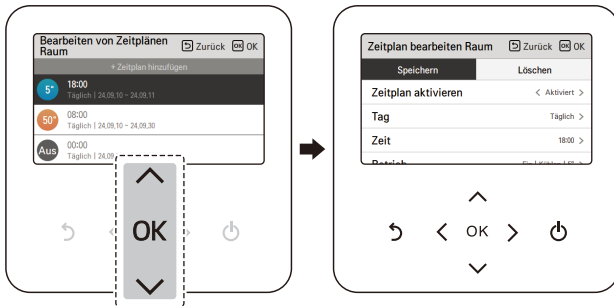 Bearbeiten von Zeitplänen
Raum
Zurück OK OK
+ Zeitplan hinzufügen
5°
18:00
Täglich | 24,09,10 ~ 24,09,11
50°
08:00
Täglich | 24,09,10 ~ 24,09,30
Aus
00:00
Täglich | 24,09
OK
Zeitplan bearbeiten Raum
Zurück OK OK
Speichern
Löschen
Zeitplan aktivieren
< Aktiviert >
Tag
Täglich >
Zeit
18:00 >
Betrieb
OK